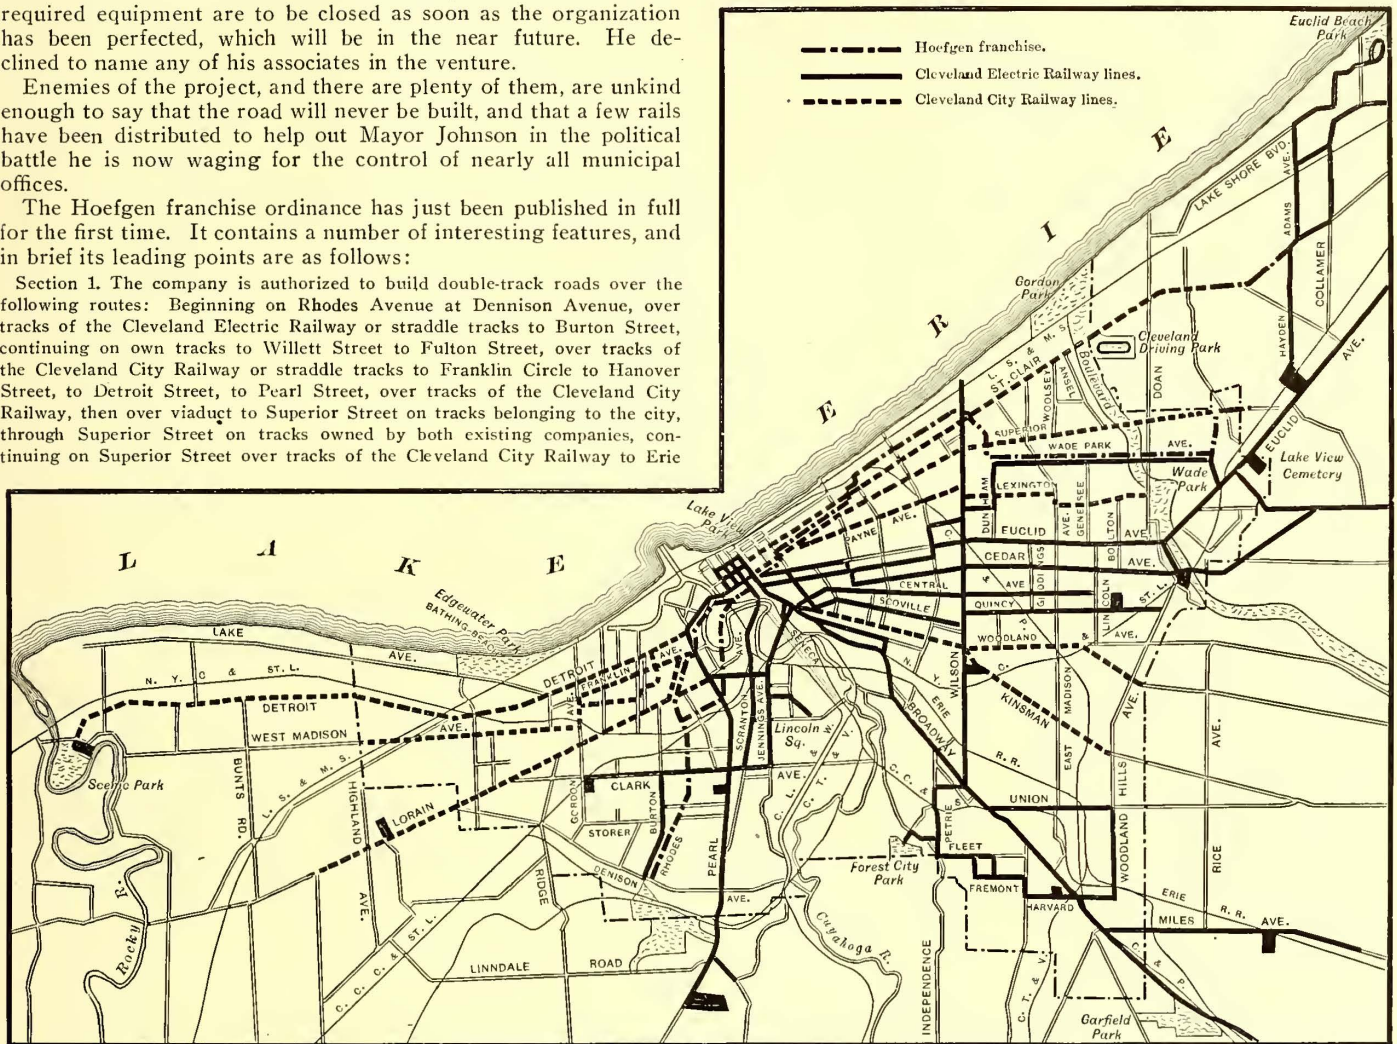 required equipment are to be closed as soon as the organization
has been perfected, which will be in the near future. He de-
clined to name any of his associates in the venture.
Enemies of the project, and there are plenty of them, are unkind
enough to say that the road will never be built, and that a few rails
have been distributed to help out Mayor Johnson in the political
battle he is now waging for the control of nearly all municipal
offices.
The Hoefgen franchise ordinance has just been published in full
for the first time. It contains a number of interesting features, and
in brief its leading points are as follows:
Section 1. The company is authorized to build double-track roads over the
following routes: Beginning on Rhodes Avenue at Dennison Avenue, over
tracks of the Cleveland Electric Railway or straddle tracks to Burton Street,
continuing on own tracks to Willett Street to Fulton Street, over tracks of
the Cleveland City Railway or straddle tracks to Franklin Circle to Hanover
Street, to Detroit Street, to Pearl Street, over tracks of the Cleveland City
Railway, then over viaduct to Superior Street on tracks belonging to the city,
through Superior Street on tracks owned by both existing companies, con-
tinuing on Superior Street over tracks of the Cleveland City Railway to Erie
Hoefgen franchise.
Cleveland Electric Railway lines.
Cleveland City Railway lines.
Euclid Beach
Park
LAKE ERIE
LAKE SHORE BVD.
ADAMS AVE.
COLLAMER
HAYDEN
AVE.
EUCLID
Gordon
Park
L. S. & M. S.
ST. CLAIR
Cleveland
Driving Park
Boulevard
ANSEL
WOOLSEY
DOAN
SUPERIOR
WADE PARK AVE.
Wade
Park
Lake View
Cemetery
LEXINGTON
DUNHAM
AVE.
GENESEE
BOLTON
PAYNE AVE.
EUCLID AVE.
CEDAR AVE.
GIDDINGS
CENTRAL AVE
LINCOLN
ST. L.
SCOVILLE
QUINCY
WOODLAND AVE.
C. C. & ST. L.
Lake View
Park
Edgewater Park
BATHING-BEACH
LAKE AVE.
N. Y. C & ST. L.
DETROIT
DETROIT AVE.
FRANKLIN AVE.
WEST MADISON AVE.
Scenic Park
BUNTS RD.
L. S. & M. S.
HIGHLAND AVE.
LORAIN
GORDON AVE.
CLARK AVE.
STORER
BURTON
RHODES
DENISON AVE.
RIDGE
PEARL
SCRANTON AVE.
JENNINGS AVE.
Lincoln
Sq.
SENECA
N. Y.
ERIE R. R.
BROADWAY
WILSON
KINSMAN
EAST MADISON
WOODLAND HILLS AVE.
RICE AVE.
UNION
PETRIE
FLEET
FREMONT
HARVARD
MILES AVE.
ERIE R. R.
Forest City
Park
C. T. & V.
C. C. & S.
Cuyahoga R.
INDEPENDENCE
C. T. & V.
C. & P.
Garfield
Park
LINNDALE ROAD
C. C. C. & ST. L.
Rocky R.